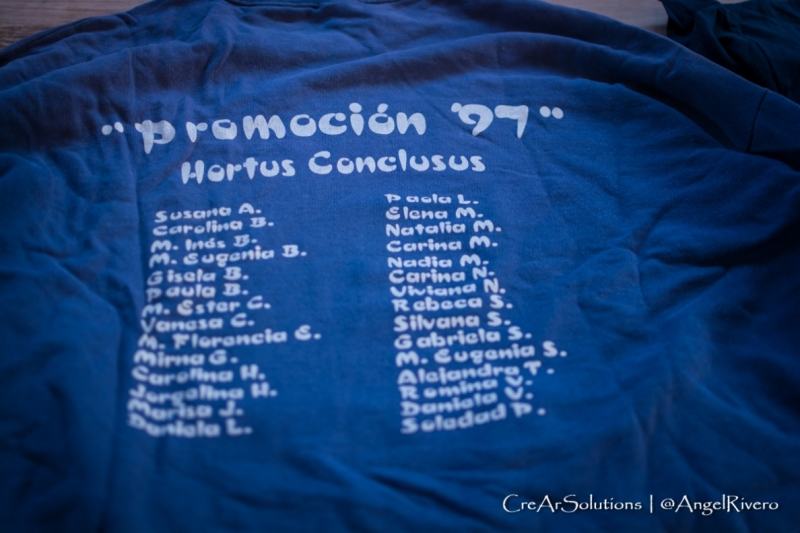 "Promoción '97"
Hortus Conclusus
Susana A.
Carolina B.
M. Inés B.
M. Eugenia B.
Gisela B.
Paula B.
M. Ester C.
Vanesa C.
M. Florencia E.
Mirna G.
Carolina H.
Jorgelina H.
Marisa J.
Daniela L.
Paola L.
Elena M.
Natalia M.
Carina M.
Nadia M.
Carina N.
Viviana N.
Rebeca S.
Silvana S.
Gabriela S.
M. Eugenia S.
Alejandra T.
Romina V.
Daniela V.
Soledad P.
CreArSolutions | @AngelRivero